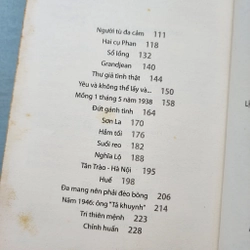 Người tù đa cảm 111
Hai cụ Phan 118
Sổ lồng 132
Grandjean 140
Thư giã tình thật 144
Yêu và không thể lấy và... 150
Mồng 1 tháng 5 năm 1938 158
Đứt gánh tình 164
Sơn La 170
Hầm tối 176
Suối reo 182
Nghĩa Lộ 188
Tân Trào - Hà Nội 195
Huế 198
Đa mang nên phải đèo bòng 206
Năm 1946: ông "Tả khuynh" 214
Tri thiên mệnh 223
Chỉnh huấn 228